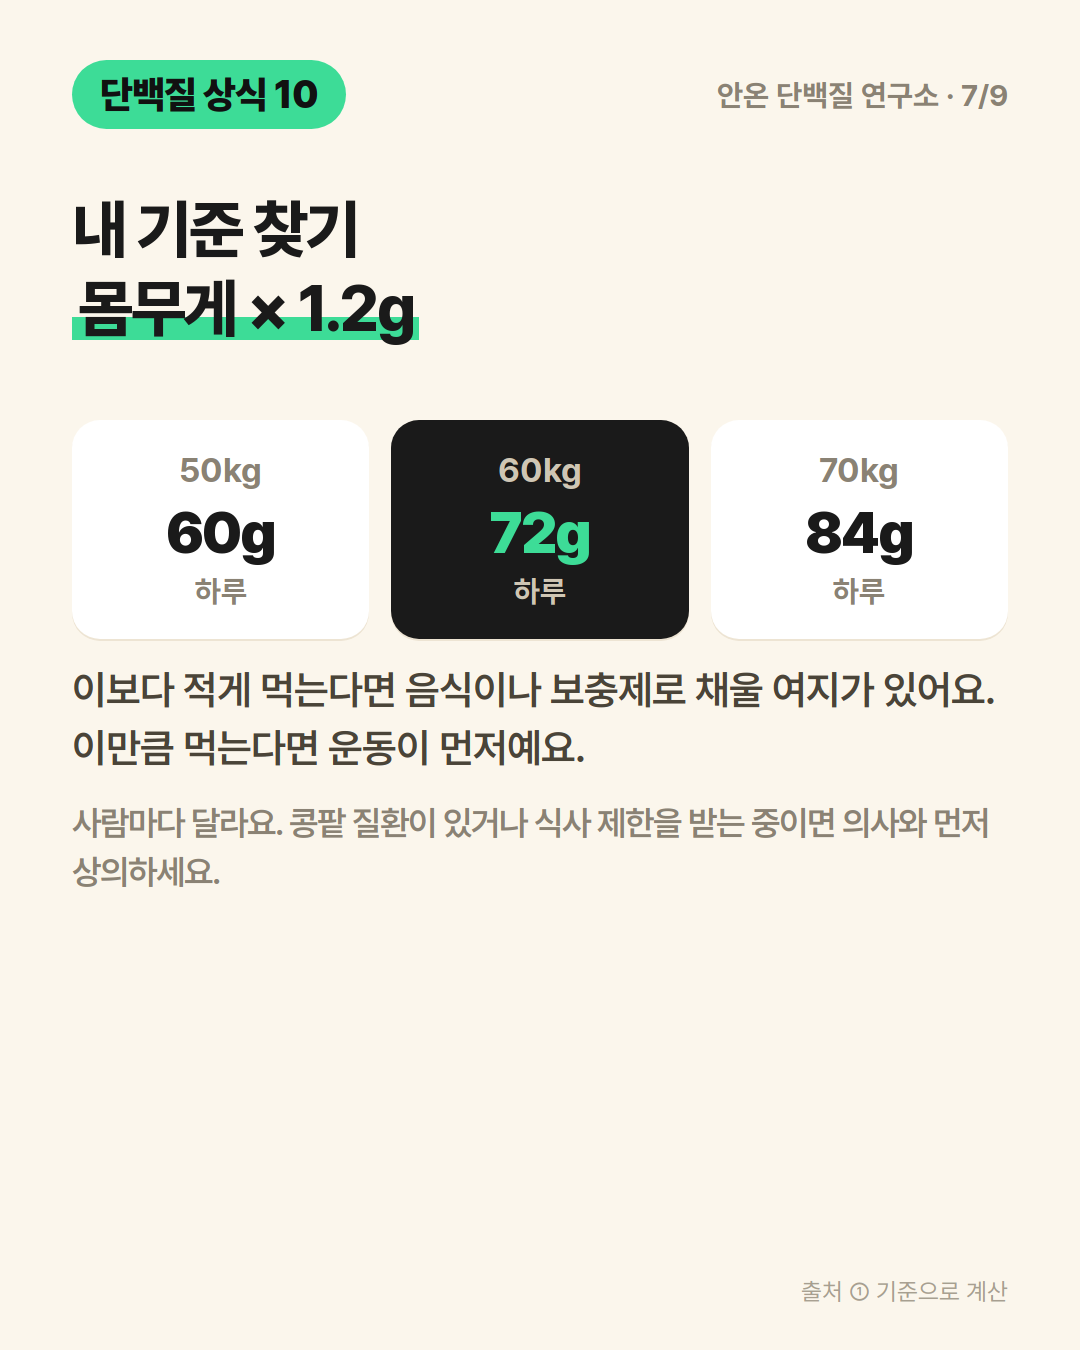 단백질 상식 10
안온 단백질 연구소 · 7/9
내 기준 찾기
몸무게 × 1.2g
50kg
60g
하루
60kg
72g
하루
70kg
84g
하루
이보다 적게 먹는다면 음식이나 보충제로 채울 여지가 있어요.
이만큼 먹는다면 운동이 먼저예요.
사람마다 달라요. 콩팥 질환이 있거나 식사 제한을 받는 중이면 의사와 먼저
상의하세요.
출처 ① 기준으로 계산